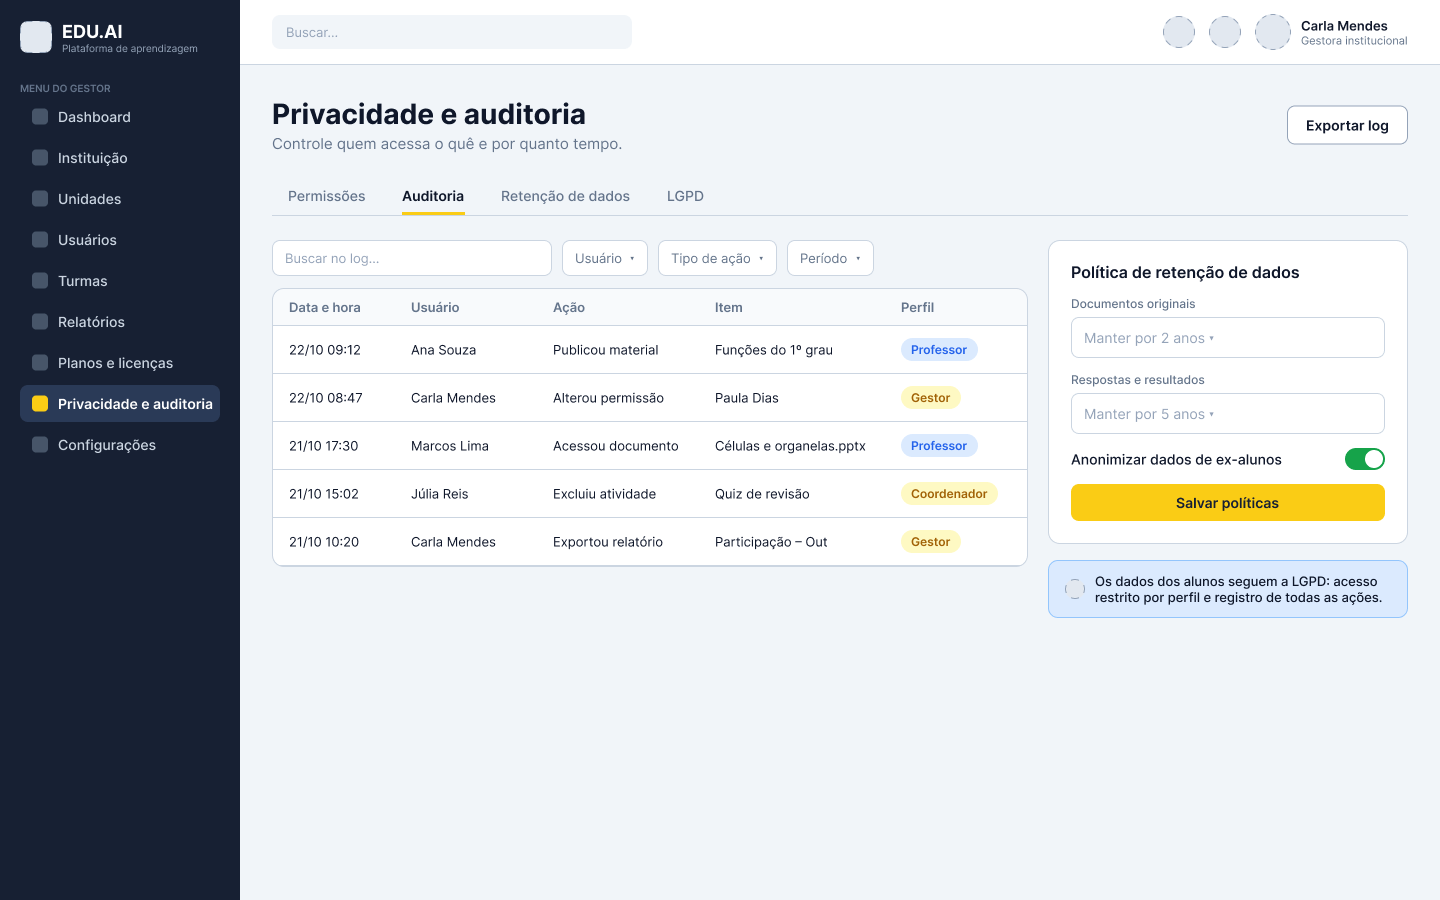 EDU.AI
Plataforma de aprendizagem
MENU DO GESTOR
Dashboard
Instituição
Unidades
Usuários
Turmas
Relatórios
Planos e licenças
Privacidade e auditoria
Configurações
Buscar...
Carla Mendes
Gestora institucional
Privacidade e auditoria
Controle quem acessa o quê e por quanto tempo.
Exportar log
Permissões Auditoria Retenção de dados LGPD
Buscar no log... Usuário Tipo de ação Período
Data e hora Usuário Ação Item Perfil
22/10 09:12 Ana Souza Publicou material Funções do 1º grau Professor
22/10 08:47 Carla Mendes Alterou permissão Paula Dias Gestor
21/10 17:30 Marcos Lima Acessou documento Células e organelas.pptx Professor
21/10 15:02 Júlia Reis Excluiu atividade Quiz de revisão Coordenador
21/10 10:20 Carla Mendes Exportou relatório Participação – Out Gestor
Política de retenção de dados
Documentos originais
Manter por 2 anos
Respostas e resultados
Manter por 5 anos
Anonimizar dados de ex-alunos
Salvar políticas
Os dados dos alunos seguem a LGPD: acesso
restrito por perfil e registro de todas as ações.